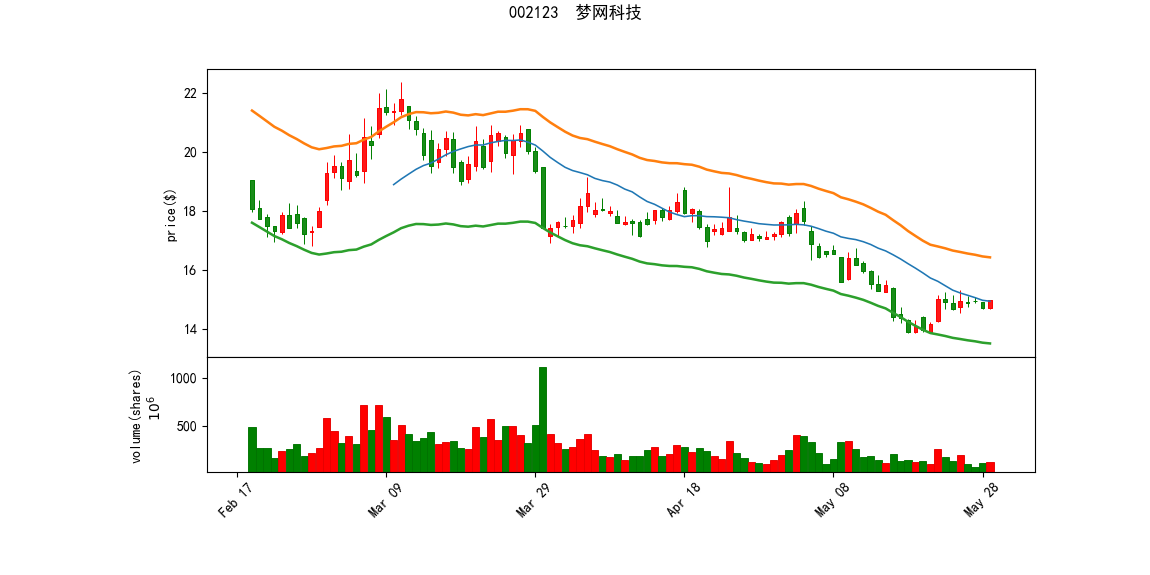 002123  梦网科技
price($)
22
20
18
16
14
volume(shares)
10^6
1000
500
Feb 17
Mar 09
Mar 29
Apr 18
May 08
May 28